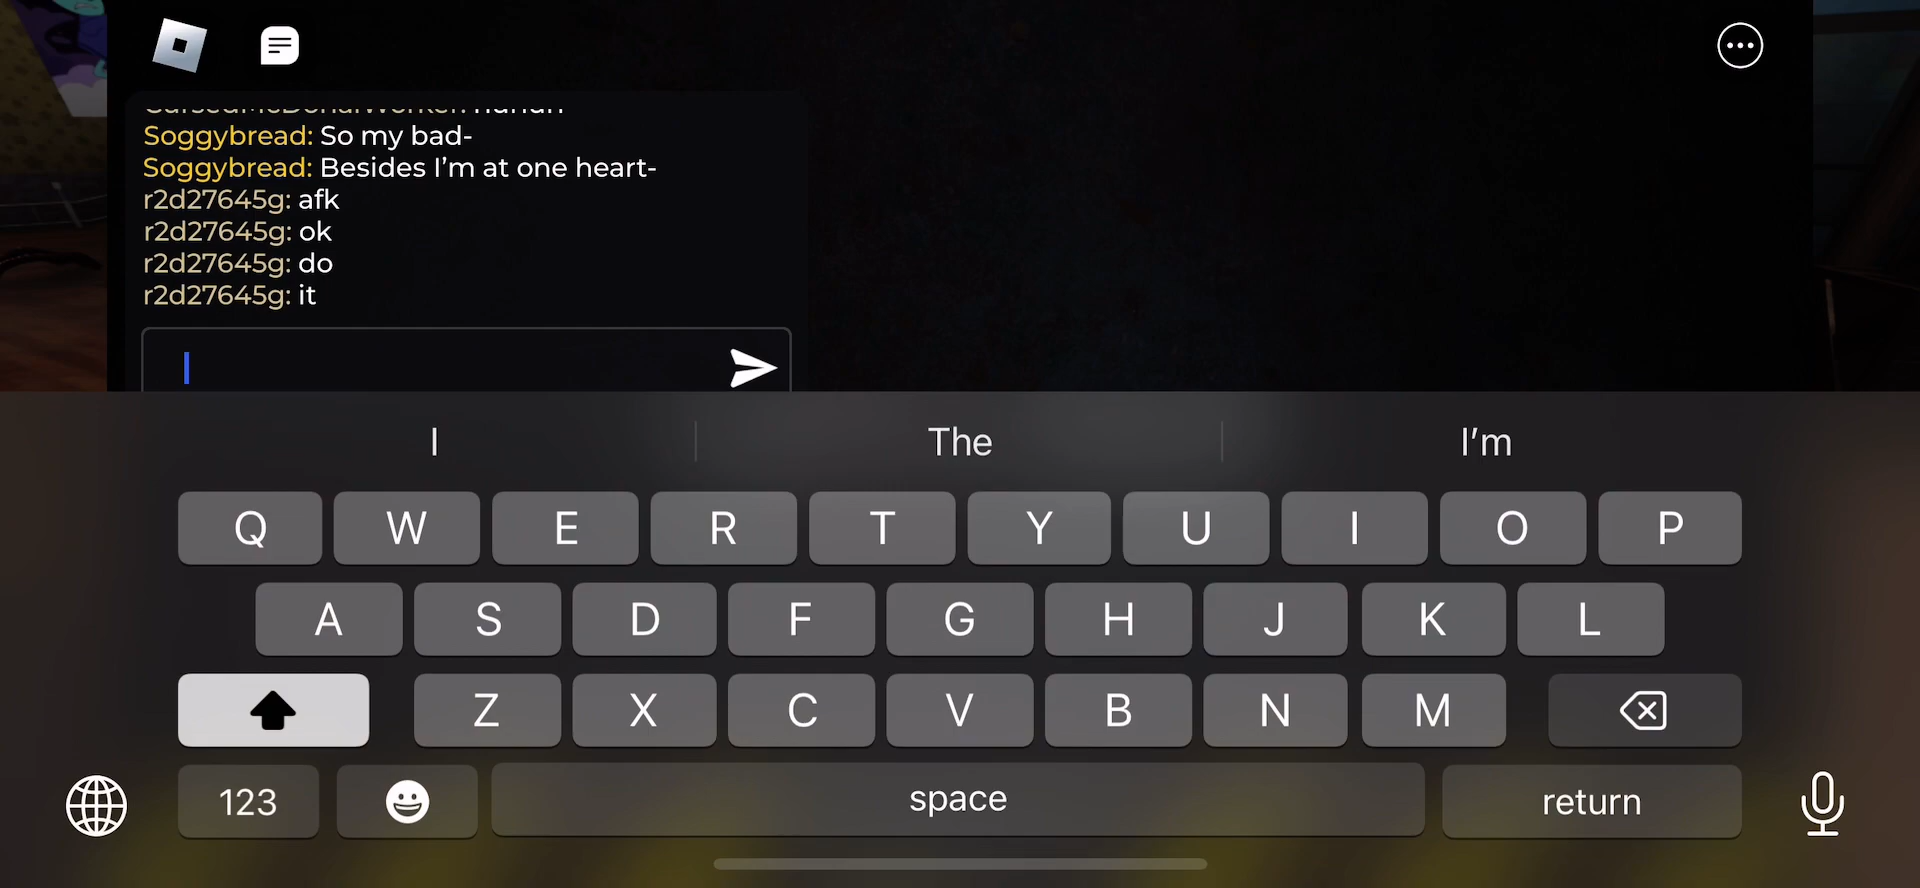 Soggybread: So my bad-
Soggybread: Besides I’m at one heart-
r2d27645g: afk
r2d27645g: ok
r2d27645g: do
r2d27645g: it
I The I’m
Q W E R T Y U I O P
A S D F G H J K L
Z X C V B N M
123 space return